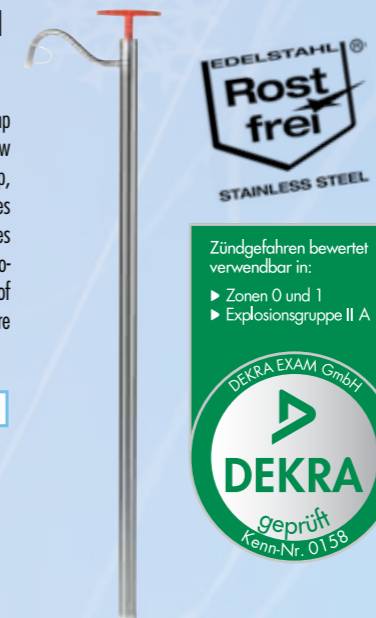 EDELSTAHL ®
Rost
frei
STAINLESS STEEL
Zündgefahren bewertet
verwendbar in:
▶ Zonen 0 und 1
▶ Explosionsgruppe II A
DEKRA EXAM GmbH
DEKRA
geprüft
Kenn-Nr. 0158
of